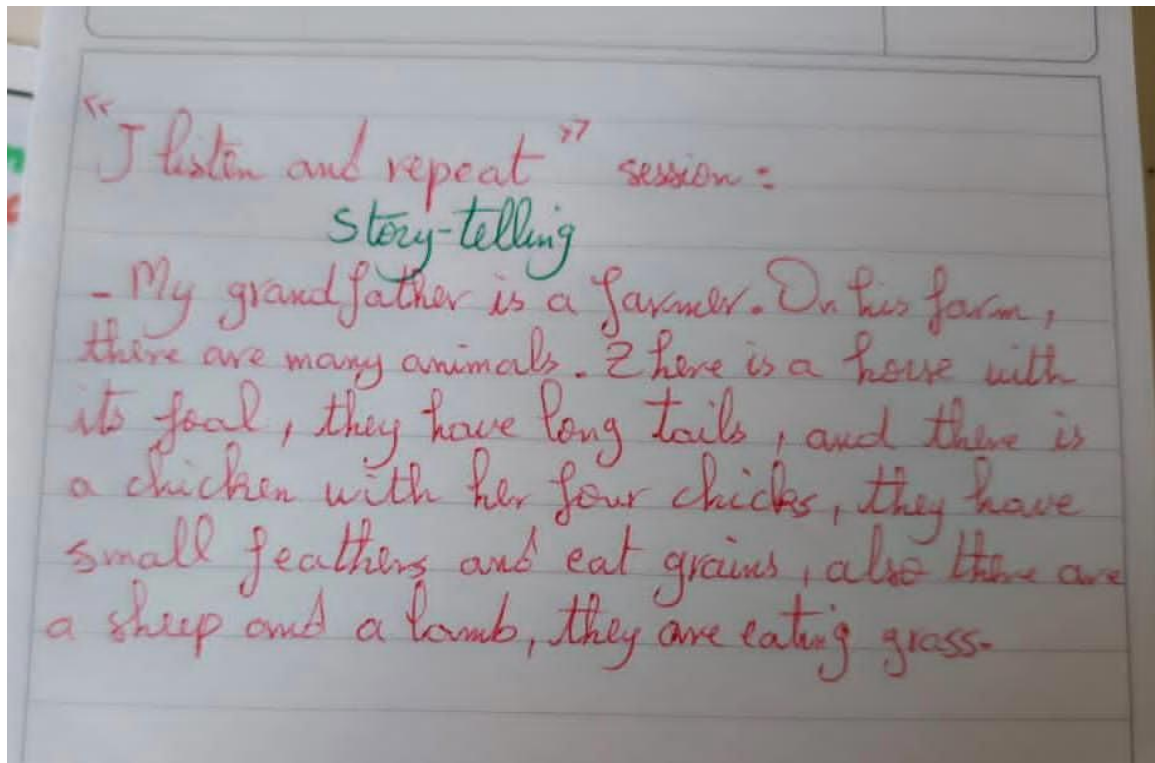 "I listen and repeat" session:
Story-telling
- My grandfather is a farmer. On his farm,
there are many animals. There is a horse with
its foal, they have long tails, and there is
a chicken with her four chicks, they have
small feathers and eat grains, also there are
a sheep and a lamb, they are eating grass.